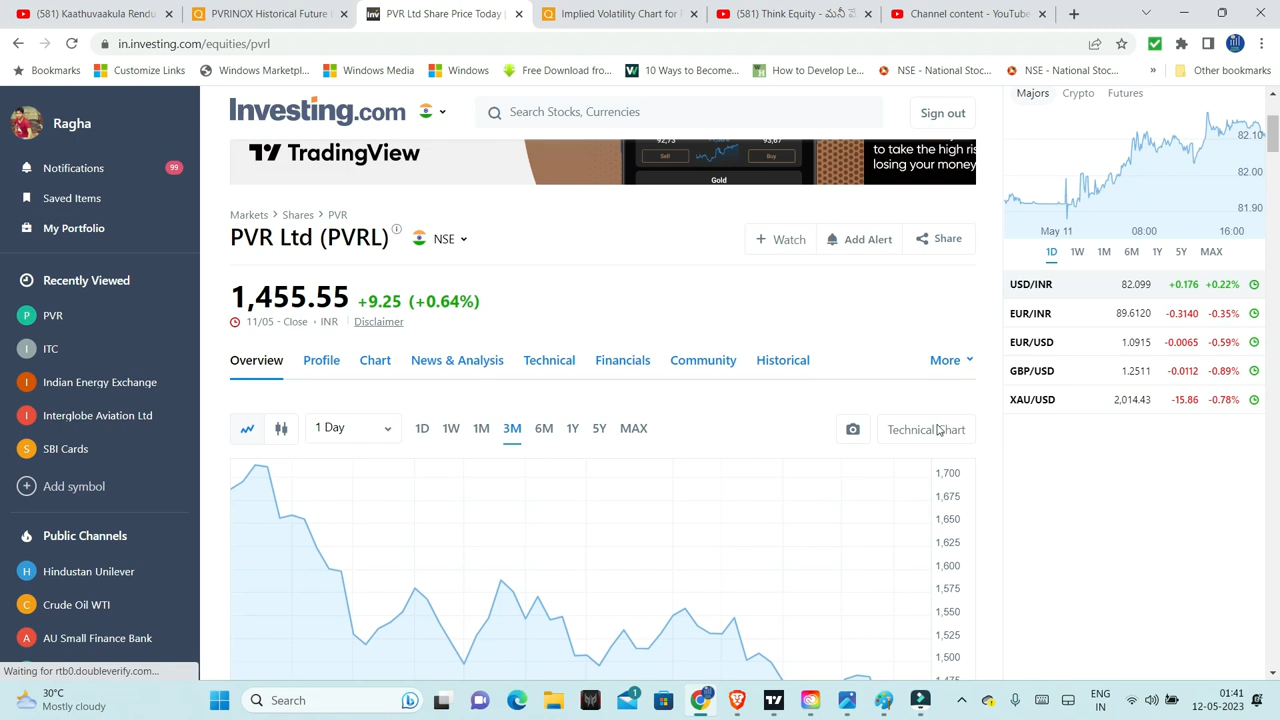 (581) Kaathuvaakula Rendu
PVRINOX Historical Future D
PVR Ltd Share Price Today |
Implied Volatility Chart for P
(581) Think Equity - మనీ వే
Channel content - YouTube
in.investing.com/equities/pvrl
Bookmarks
Customize Links
Windows Marketpl...
Windows Media
Windows
Free Download fro...
10 Ways to Become...
How to Develop Le...
NSE - National Stoc...
NSE - National Stoc...
»
Other bookmarks
Ragha
Notifications
99
Saved Items
My Portfolio
Recently Viewed
P PVR
I ITC
I Indian Energy Exchange
I Interglobe Aviation Ltd
S SBI Cards
Add symbol
Public Channels
H Hindustan Unilever
C Crude Oil WTI
A AU Small Finance Bank
Waiting for rtb0.doubleverify.com...
Investing.com
Search Stocks, Currencies
Sign out
TradingView
92,73
93,67
Sell
Buy
Gold
to take the high ris
losing your money
Markets > Shares > PVR
PVR Ltd (PVRL)
NSE
Watch
Add Alert
Share
1,455.55 +9.25 (+0.64%)
11/05 - Close • INR
Disclaimer
Overview
Profile
Chart
News & Analysis
Technical
Financials
Community
Historical
More
1 Day
1D 1W 1M 3M 6M 1Y 5Y MAX
Technical Chart
1,700
1,675
1,650
1,625
1,600
1,575
1,550
1,525
1,500
1,475
Majors Crypto Futures
82.10
82.00
81.90
May 11 08:00 16:00
1D 1W 1M 6M 1Y 5Y MAX
USD/INR 82.099 +0.176 +0.22%
EUR/INR 89.6120 -0.3140 -0.35%
EUR/USD 1.0915 -0.0065 -0.59%
GBP/USD 1.2511 -0.0112 -0.89%
XAU/USD 2,014.43 -15.86 -0.78%
30°C
Mostly cloudy
Search
1
ENG
IN
01:41
12-05-2023